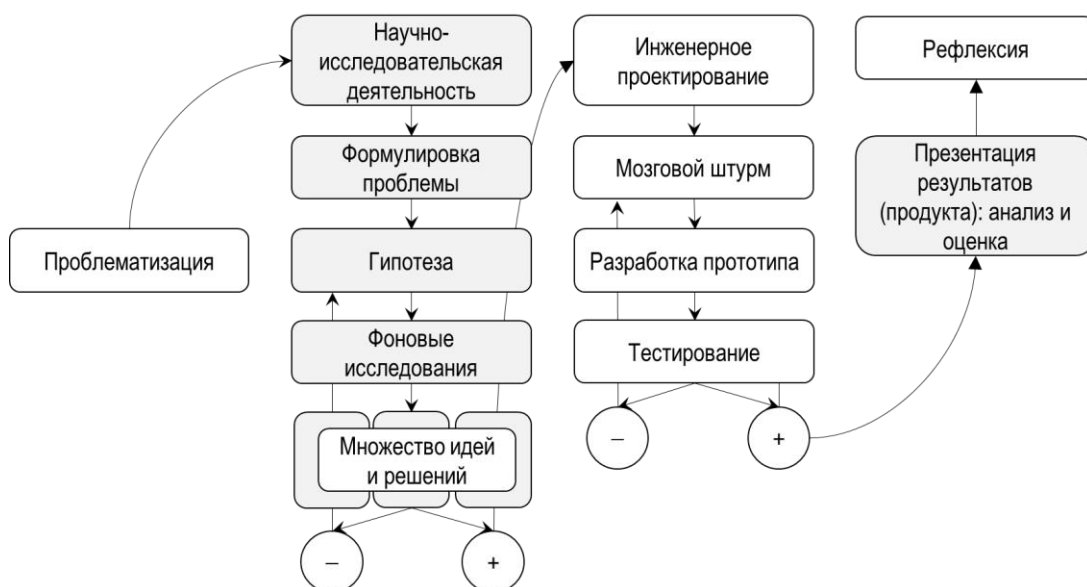 Проблематизация
Научно-
исследовательская
деятельность
Формулировка
проблемы
Гипотеза
Фоновые
исследования
Множество идей
и решений
–
+
Инженерное
проектирование
Мозговой штурм
Разработка прототипа
Тестирование
–
+
Рефлексия
Презентация
результатов
(продукта): анализ и
оценка